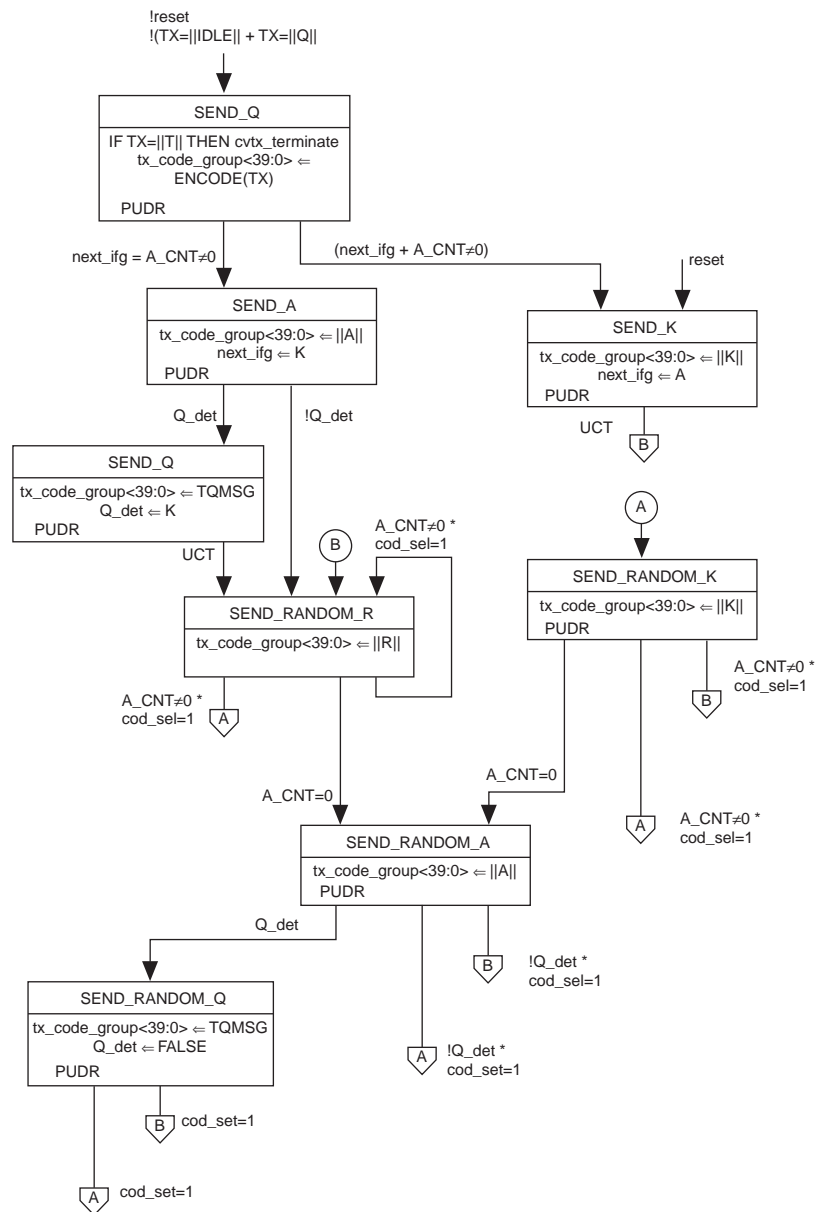 !reset
!(TX=||IDLE|| + TX=||Q||
SEND_Q
IF TX=||T|| THEN cvtx_terminate
tx_code_group<39:0> ⇐
ENCODE(TX)
PUDR
next_ifg = A_CNT≠0
(next_ifg + A_CNT≠0)
reset
SEND_A
tx_code_group<39:0> ⇐ ||A||
next_ifg ⇐ K
PUDR
SEND_K
tx_code_group<39:0> ⇐ ||K||
next_ifg ⇐ A
PUDR
Q_det
!Q_det
UCT
B
SEND_Q
tx_code_group<39:0> ⇐ TQMSG
Q_det ⇐ K
PUDR
UCT
B
A_CNT≠0 *
cod_sel=1
A
SEND_RANDOM_K
tx_code_group<39:0> ⇐ ||K||
PUDR
SEND_RANDOM_R
tx_code_group<39:0> ⇐ ||R||
A_CNT≠0 *
cod_sel=1
A
B
A_CNT≠0 *
cod_sel=1
A_CNT=0
A_CNT=0
A
A_CNT≠0 *
cod_sel=1
SEND_RANDOM_A
tx_code_group<39:0> ⇐ ||A||
PUDR
Q_det
B
!Q_det *
cod_sel=1
SEND_RANDOM_Q
tx_code_group<39:0> ⇐ TQMSG
Q_det ⇐ FALSE
PUDR
A
!Q_det *
cod_set=1
B
cod_set=1
A
cod_set=1